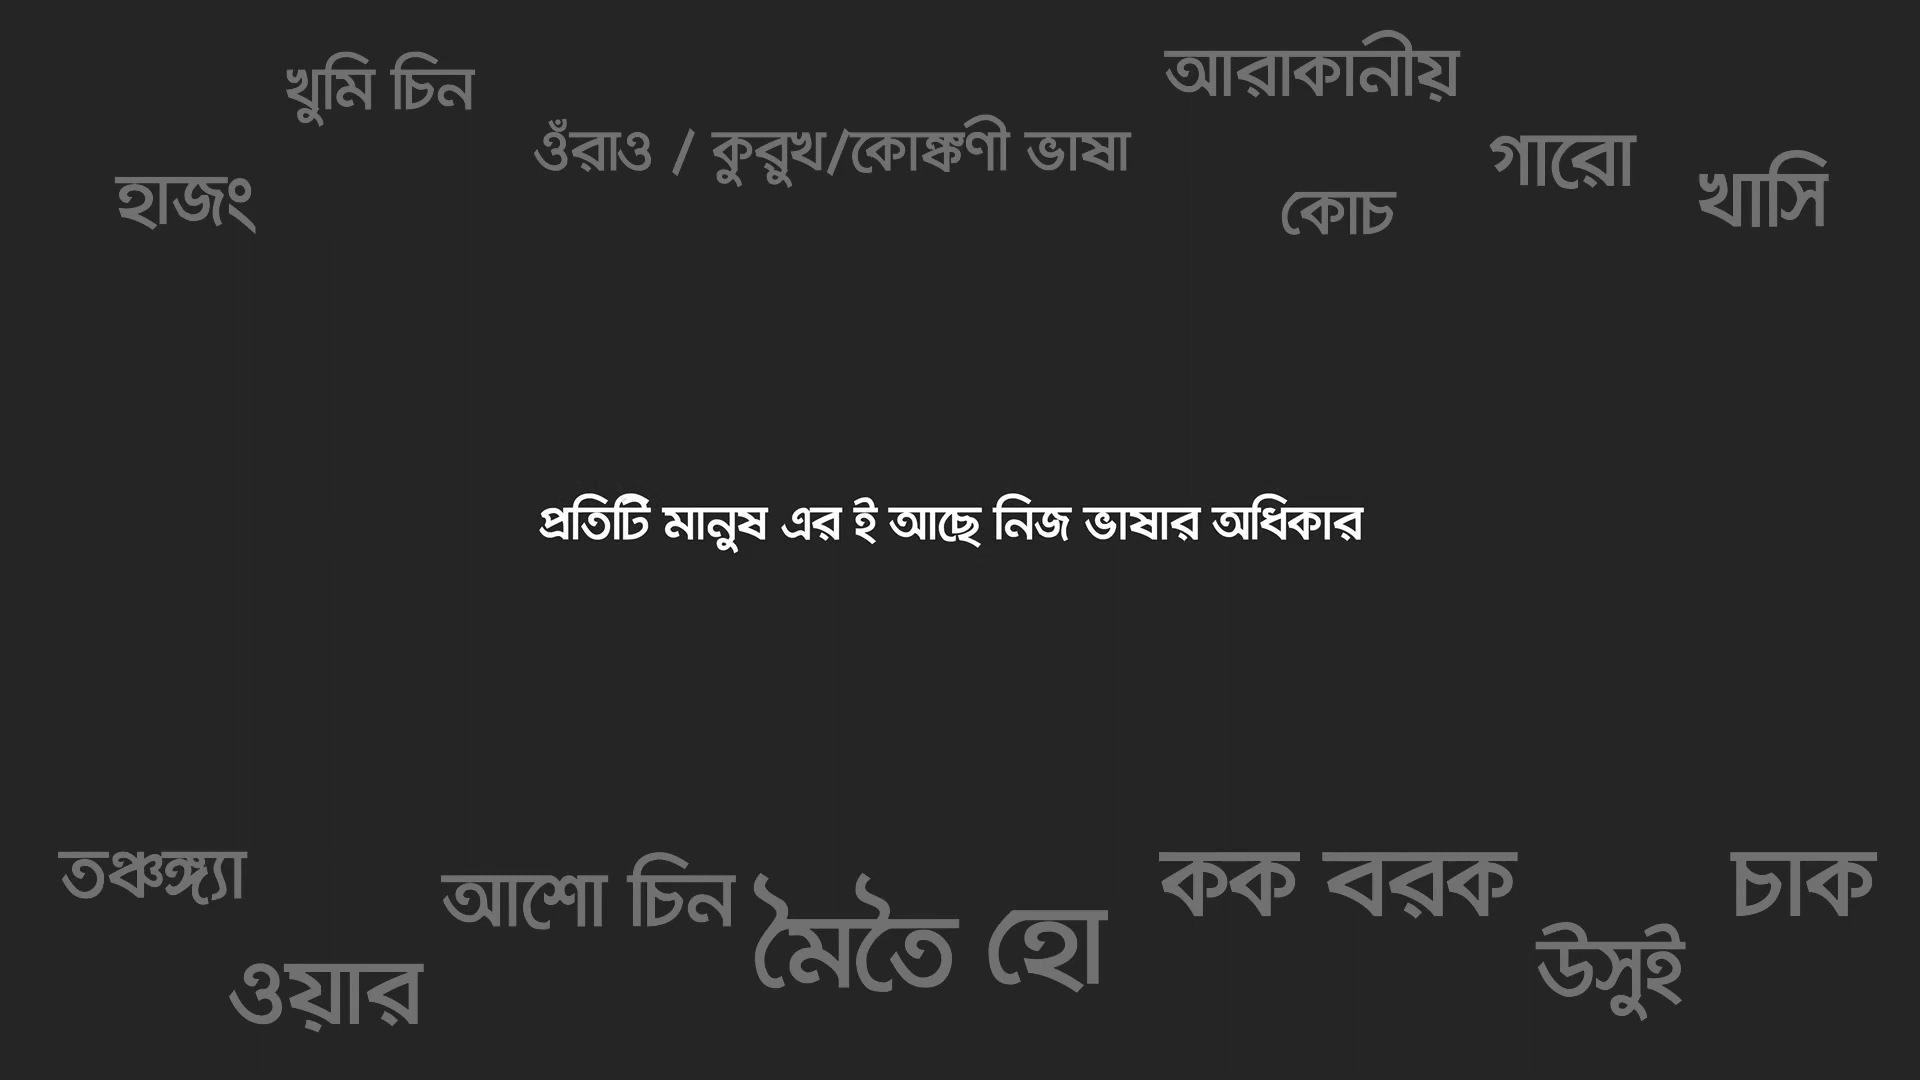 খুমি চিন
আরাকানীয়
ওঁরাও / কুরুখ/কোঙ্কণী ভাষা
গারো
হাজং
খাসি
কোচ
প্রতিটি মানুষ এর ই আছে নিজ ভাষার অধিকার
তঞ্চঙ্গ্যা
আশো চিন
কক বরক
চাক
মৈতৈ হো
উসুই
ওয়ার